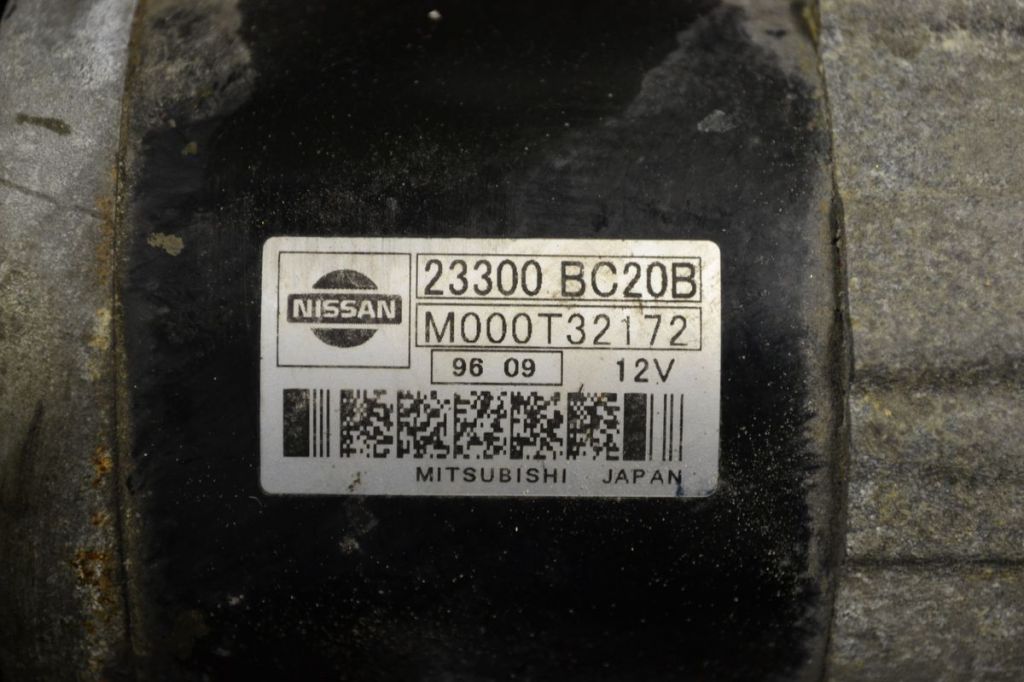 NISSAN
23300 BC20B
M000T32172
96 09
12V
MITSUBISHI JAPAN